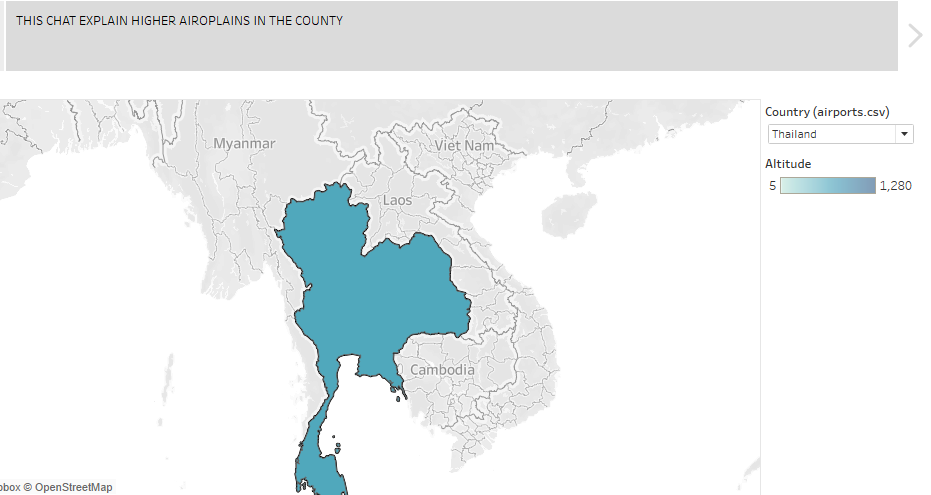 THIS CHAT EXPLAIN HIGHER AIROPLAINS IN THE COUNTY
Country (airports.csv)
Thailand
Altitude
5 1,280
Myanmar
Viet Nam
Laos
Cambodia
pbox © OpenStreetMap